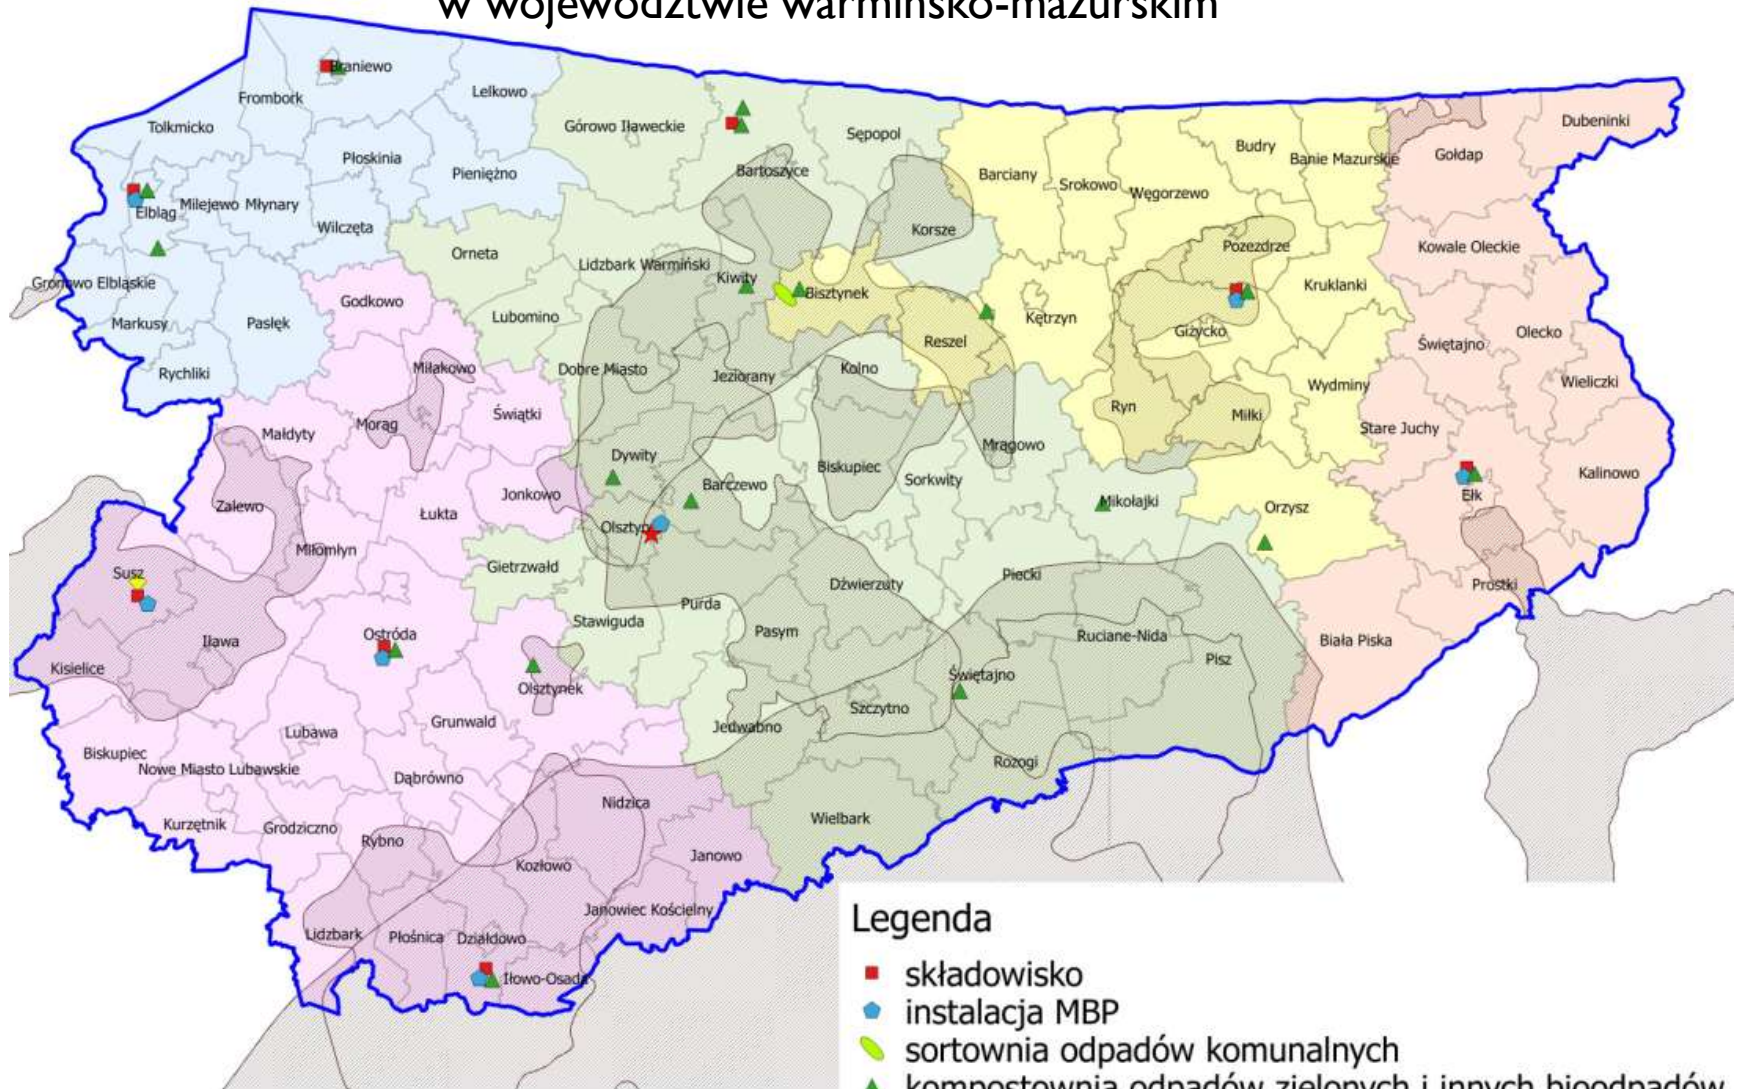 w województwie warmińsko-mazurskim
Braniewo
Lelkowo
Frombork
Dubeninki
Tolkmicko
Górowo Iławeckie
Sępopol
Budry
Banie Mazurskie
Gołdap
Płoskinia
Pieniężno
Bartoszyce
Barciany
Srokowo
Węgorzewo
Milejewo
Młynary
Elbląg
Wilczęta
Korsze
Orneta
Pozezdrze
Kowale Oleckie
Lidzbark Warmiński
Kiwity
Gronowo Elbląskie
Bisztynek
Kruklanki
Godkowo
Markusy
Pasłęk
Lubomino
Kętrzyn
Giżycko
Reszel
Świętajno
Olecko
Rychliki
Miłakowo
Dobre Miasto
Jeziorany
Kolno
Wydminy
Wieliczki
Małdyty
Morąg
Świątki
Ryn
Miłki
Stare Juchy
Mrągowo
Dywity
Biskupiec
Sorkwity
Barczewo
Kalinowo
Zalewo
Łukta
Jonkowo
Mikołajki
Orzysz
Ełk
Olsztyn
Miłomłyn
Gietrzwałd
Susz
Dźwierzuty
Piecki
Prostki
Purda
Stawiguda
Pasym
Ruciane-Nida
Biała Piska
Iława
Ostróda
Kisielice
Olsztynek
Świętajno
Pisz
Szczytno
Jedwabno
Lubawa
Grunwald
Biskupiec
Nowe Miasto Lubawskie
Dąbrówno
Rozogi
Nidzica
Wielbark
Kurzętnik
Grodziczno
Rybno
Kozłowo
Janowo
Janowiec Kościelny
Lidzbark
Płośnica
Działdowo
Iłowo-Osada
Legenda
składowisko
instalacja MBP
sortownia odpadów komunalnych
kompostownia odpadów zielonych i innych bioodpadów